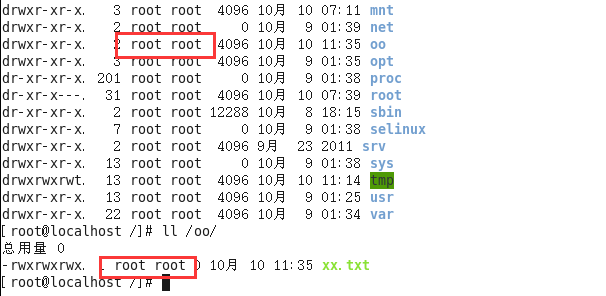 drwxr-xr-x.   3 root root  4096 10月  10 07:11 mnt
drwxr-xr-x.   2 root root     0 10月   9 01:39 net
drwxr-xr-x.   2 root root  4096 10月  10 11:35 oo
drwxr-xr-x.   3 root root  4096 10月   9 01:35 opt
dr-xr-xr-x. 201 root root     0 10月   9 01:38 proc
dr-xr-x---.  31 root root  4096 10月  10 07:39 root
dr-xr-xr-x.   2 root root 12288 10月   8 18:15 sbin
drwxr-xr-x.   7 root root     0 10月   9 01:38 selinux
drwxr-xr-x.   2 root root  4096 9月   23 2011 srv
drwxr-xr-x.  13 root root     0 10月   9 01:38 sys
drwxrwxrwt.  13 root root  4096 10月  10 11:14 tmp
drwxr-xr-x.  13 root root  4096 10月   9 01:25 usr
drwxr-xr-x.  22 root root  4096 10月   9 01:34 var
[root@localhost /]# ll /oo/
总用量 0
-rwxrwxrwx. 1 root root 0 10月  10 11:35 xx.txt
[root@localhost /]#